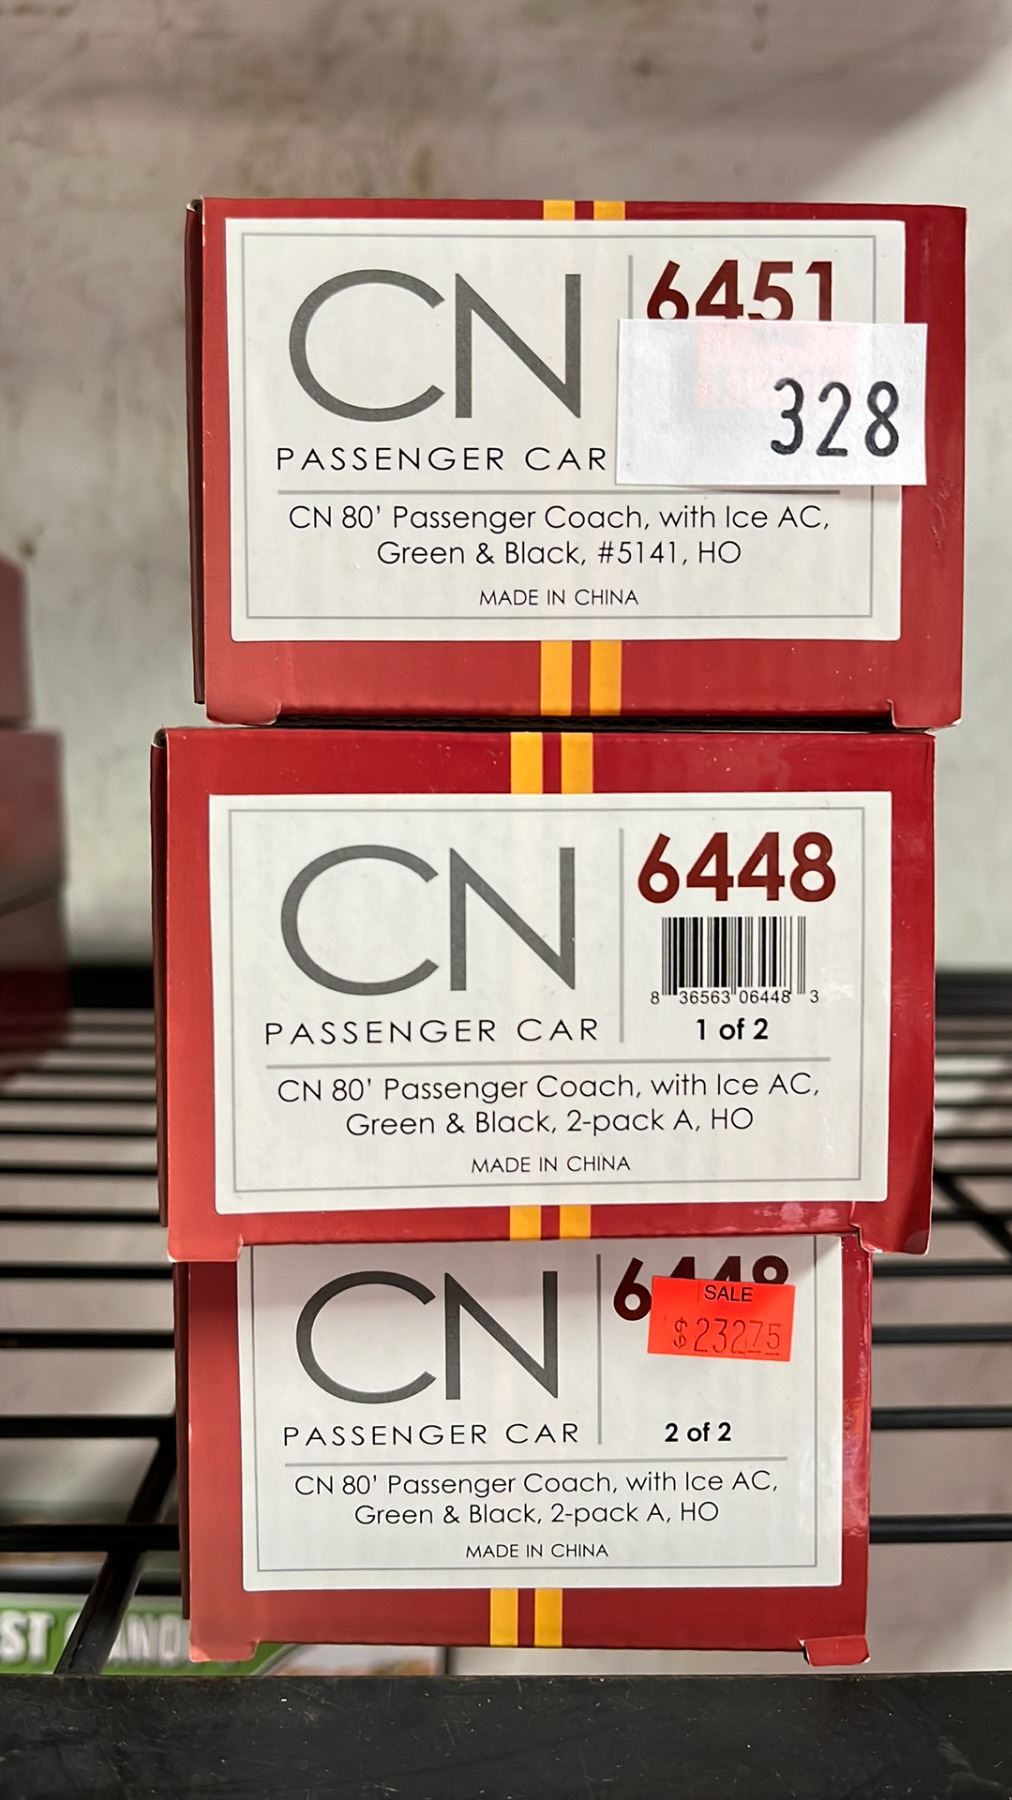 CN
6451
328
PASSENGER CAR
CN 80' Passenger Coach, with Ice AC,
Green & Black, #5141, HO
MADE IN CHINA
CN
6448
8 36563 06448 3
PASSENGER CAR
1 of 2
CN 80' Passenger Coach, with Ice AC,
Green & Black, 2-pack A, HO
MADE IN CHINA
CN
6448
SALE
$23275
PASSENGER CAR
2 of 2
CN 80' Passenger Coach, with Ice AC,
Green & Black, 2-pack A, HO
MADE IN CHINA